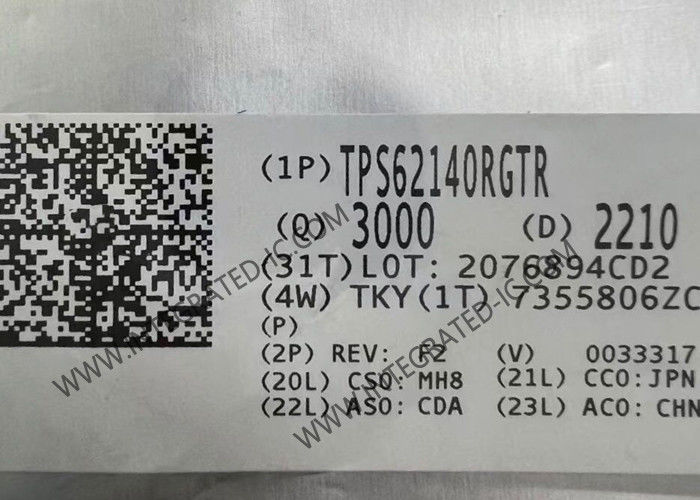 (1P) TPS62140RGTR
(Q) 3000 (D) 2210
(31T) LOT: 2076894CD2
(4W) TKY(1T) 7355806ZC
(P)
(2P) REV: F2 (V) 0033317
(20L) CSO: MH8 (21L) CCO:JPN
(22L) ASO: CDA (23L) ACO: CHN
WWW.INTEGRATED-IC.COM
WWW.INTEGRATED-IC.COM